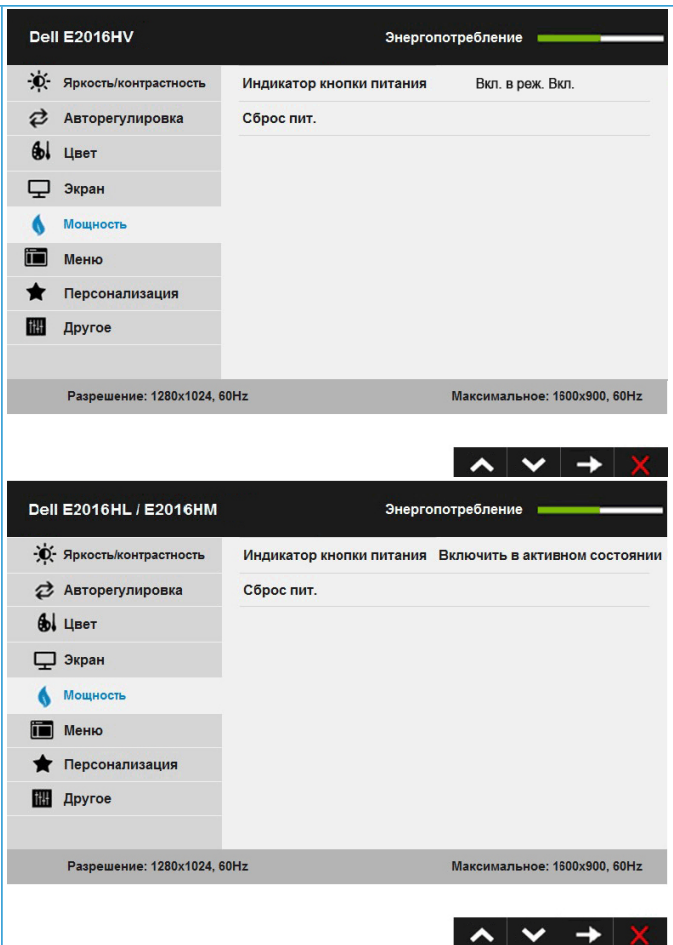 Dell E2016HV Энергопотребление
Яркость/контрастность Индикатор кнопки питания Вкл. в реж. Вкл.
Авторегулировка Сброс пит.
Цвет
Экран
Мощность
Меню
Персонализация
Другое
Разрешение: 1280x1024, 60Hz Максимальное: 1600x900, 60Hz
Dell E2016HL / E2016HM Энергопотребление
Яркость/контрастность Индикатор кнопки питания Включить в активном состоянии
Авторегулировка Сброс пит.
Цвет
Экран
Мощность
Меню
Персонализация
Другое
Разрешение: 1280x1024, 60Hz Максимальное: 1600x900, 60Hz